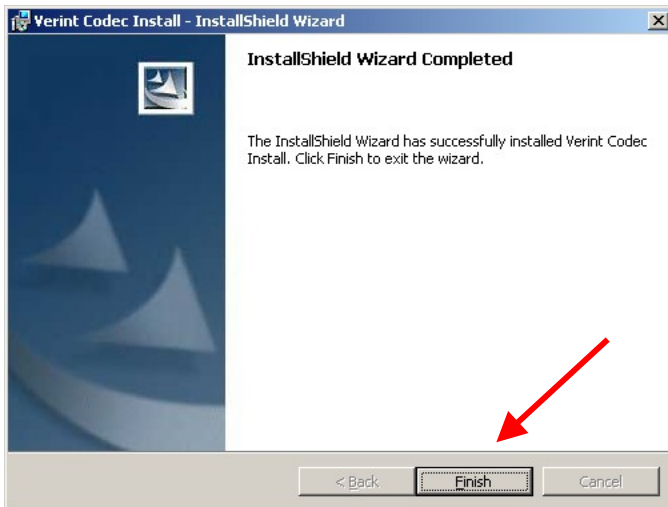 Verint Codec Install - InstallShield Wizard
InstallShield Wizard Completed
The InstallShield Wizard has successfully installed Verint Codec
Install. Click Finish to exit the wizard.
< Back
Finish
Cancel